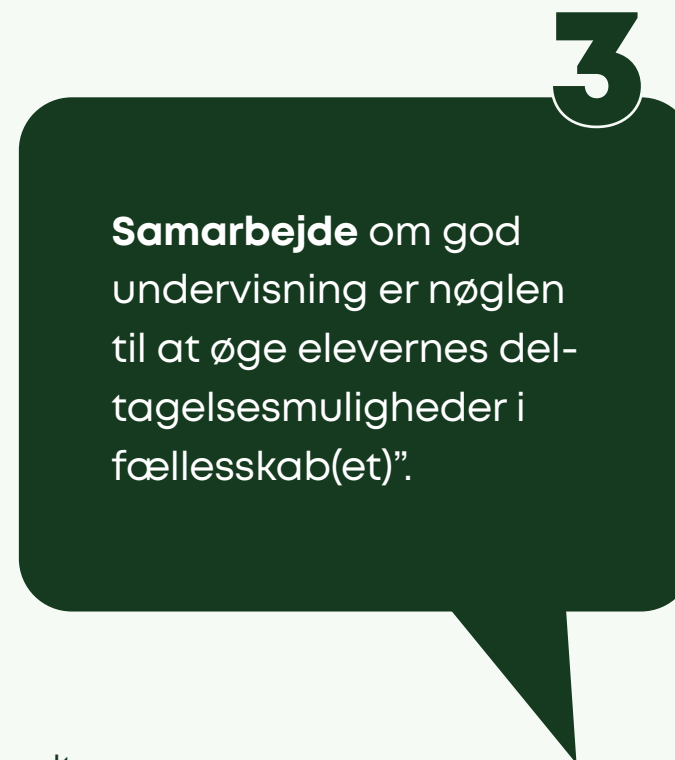 3
Samarbejde om god
undervisning er nøglen
til at øge elevernes del-
tagelsesmuligheder i
fællesskab(et)”.